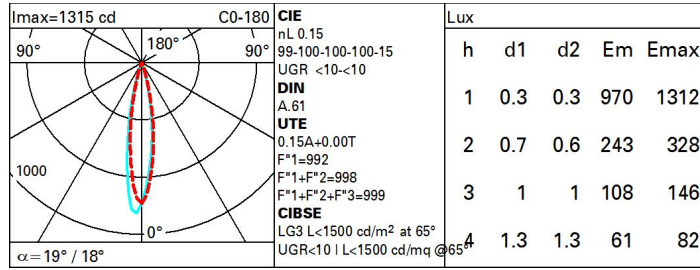 Imax=1315 cd C0-180
90° 180° 90°
1000
0°
α=19° / 18°
CIE
nL 0.15
99-100-100-100-15
UGR <10-<10
DIN
A.61
UTE
0.15A+0.00T
F"1=992
F"1+F"2=998
F"1+F"2+F"3=999
CIBSE
LG3 L<1500 cd/m² at 65°
UGR<10 | L<1500 cd/mq @65°
Lux
h d1 d2 Em Emax
1 0.3 0.3 970 1312
2 0.7 0.6 243 328
3 1 1 108 146
4 1.3 1.3 61 82